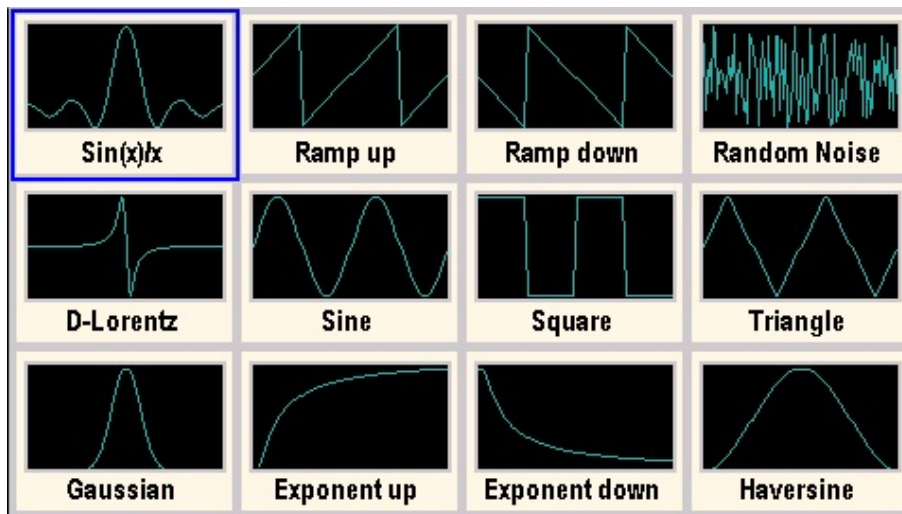 Sin(x)/x
Ramp up
Ramp down
Random Noise
D-Lorentz
Sine
Square
Triangle
Gaussian
Exponent up
Exponent down
Haversine